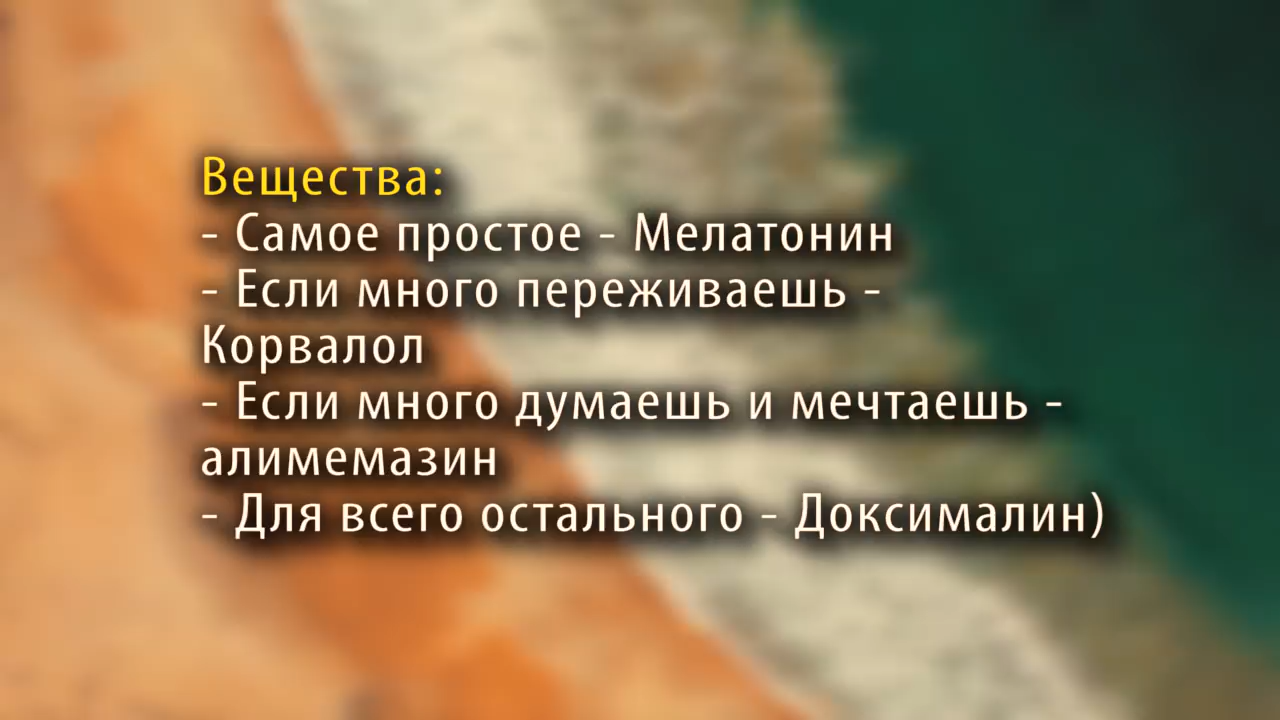 Вещества:
- Самое простое - Мелатонин
- Если много переживаешь -
Корвалол
- Если много думаешь и мечтаешь -
алимемазин
- Для всего остального - Доксималин)